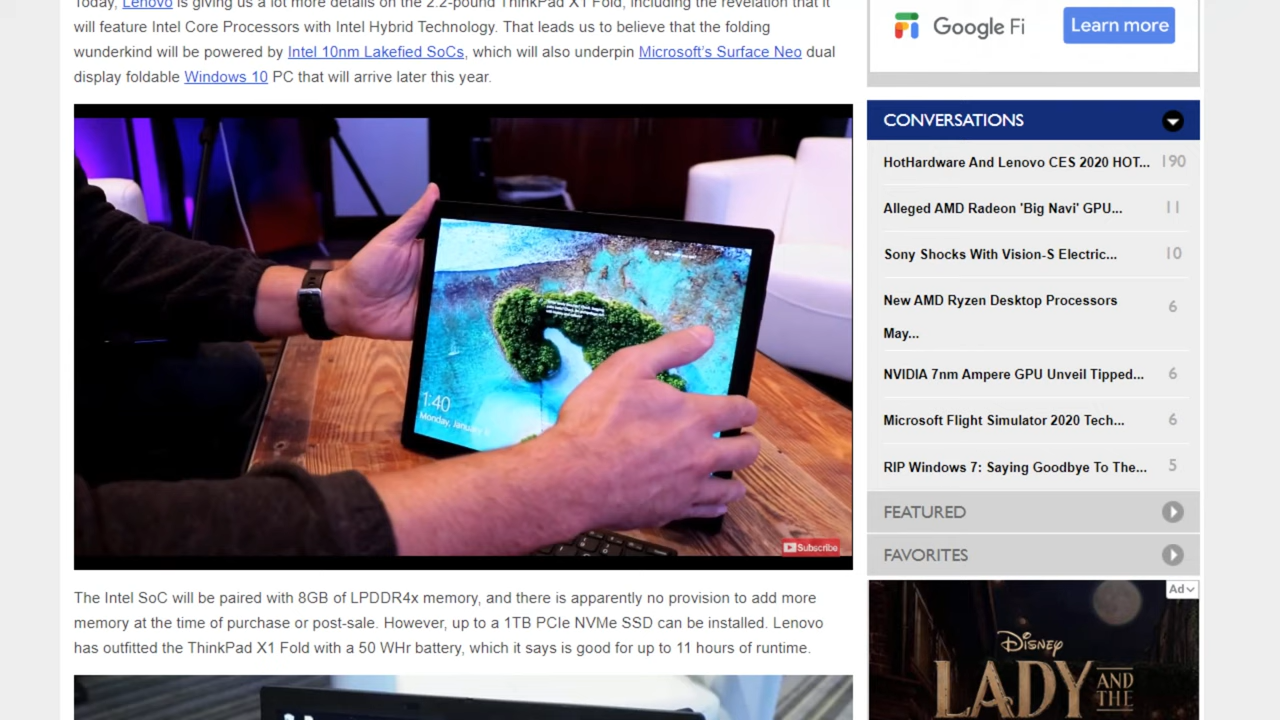 Today, Lenovo is giving us a lot more details on the 2.2-pound ThinkPad X1 Fold, including the revelation that it
will feature Intel Core Processors with Intel Hybrid Technology. That leads us to believe that the folding
wunderkind will be powered by Intel 10nm Lakefield SoCs, which will also underpin Microsoft's Surface Neo dual
display foldable Windows 10 PC that will arrive later this year.
1:40
Monday, January
Subscribe
The Intel SoC will be paired with 8GB of LPDDR4x memory, and there is apparently no provision to add more
memory at the time of purchase or post-sale. However, up to a 1TB PCIe NVMe SSD can be installed. Lenovo
has outfitted the ThinkPad X1 Fold with a 50 WHr battery, which it says is good for up to 11 hours of runtime.
Google Fi
Learn more
CONVERSATIONS
HotHardware And Lenovo CES 2020 HOT... 190
Alleged AMD Radeon 'Big Navi' GPU... 11
Sony Shocks With Vision-S Electric... 10
New AMD Ryzen Desktop Processors 6
May...
NVIDIA 7nm Ampere GPU Unveil Tipped... 6
Microsoft Flight Simulator 2020 Tech... 6
RIP Windows 7: Saying Goodbye To The... 5
FEATURED
FAVORITES
Ad
Disney
LADY AND
THE